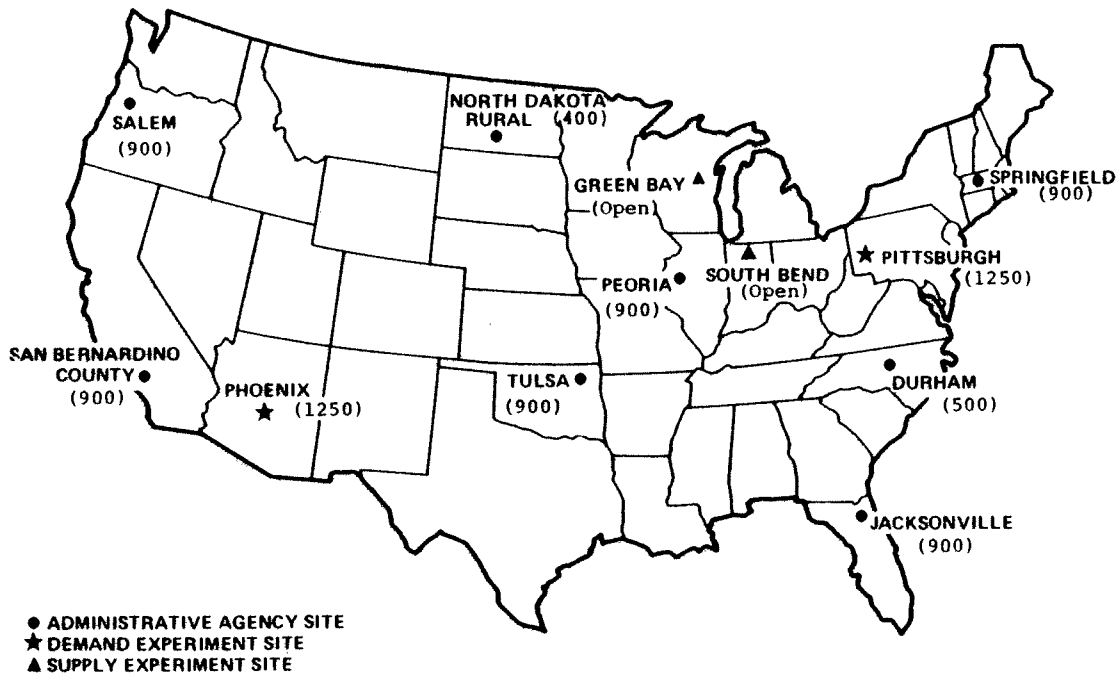 NORTH DAKOTA
RURAL (400)
SALEM
(900)
GREEN BAY
(Open)
SPRINGFIELD
(900)
PITTSBURGH
(1250)
SOUTH BEND
(Open)
PEORIA
(900)
SAN BERNARDINO
COUNTY
(900)
PHOENIX (1250)
TULSA
(900)
DURHAM
(500)
JACKSONVILLE
(900)
ADMINISTRATIVE AGENCY SITE
DEMAND EXPERIMENT SITE
SUPPLY EXPERIMENT SITE